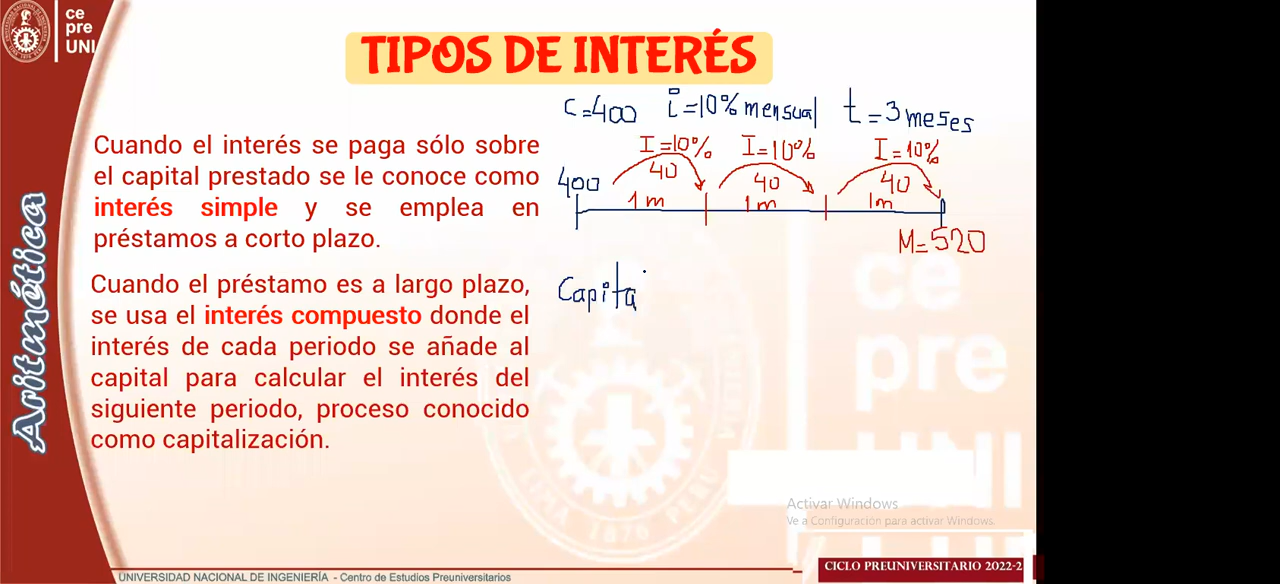 ce
pre
UNI
TIPOS DE INTERÉS
C=400 i=10% mensual t=3 meses
Cuando el interés se paga sólo sobre
el capital prestado se le conoce como
interés simple y se emplea en
préstamos a corto plazo.
I=10% I=10% I=10%
400 40 40 40
1m 1m 1m
M=520
Cuando el préstamo es a largo plazo,
se usa el interés compuesto donde el
interés de cada periodo se añade al
capital para calcular el interés del
siguiente periodo, proceso conocido
como capitalización.
Capita
Aritmética
ce
pre
UNI
Activar Windows
Ve a Configuración para activar Windows.
UNIVERSIDAD NACIONAL DE INGENIERÍA - Centro de Estudios Preuniversitarios
CICLO PREUNIVERSITARIO 2022-2